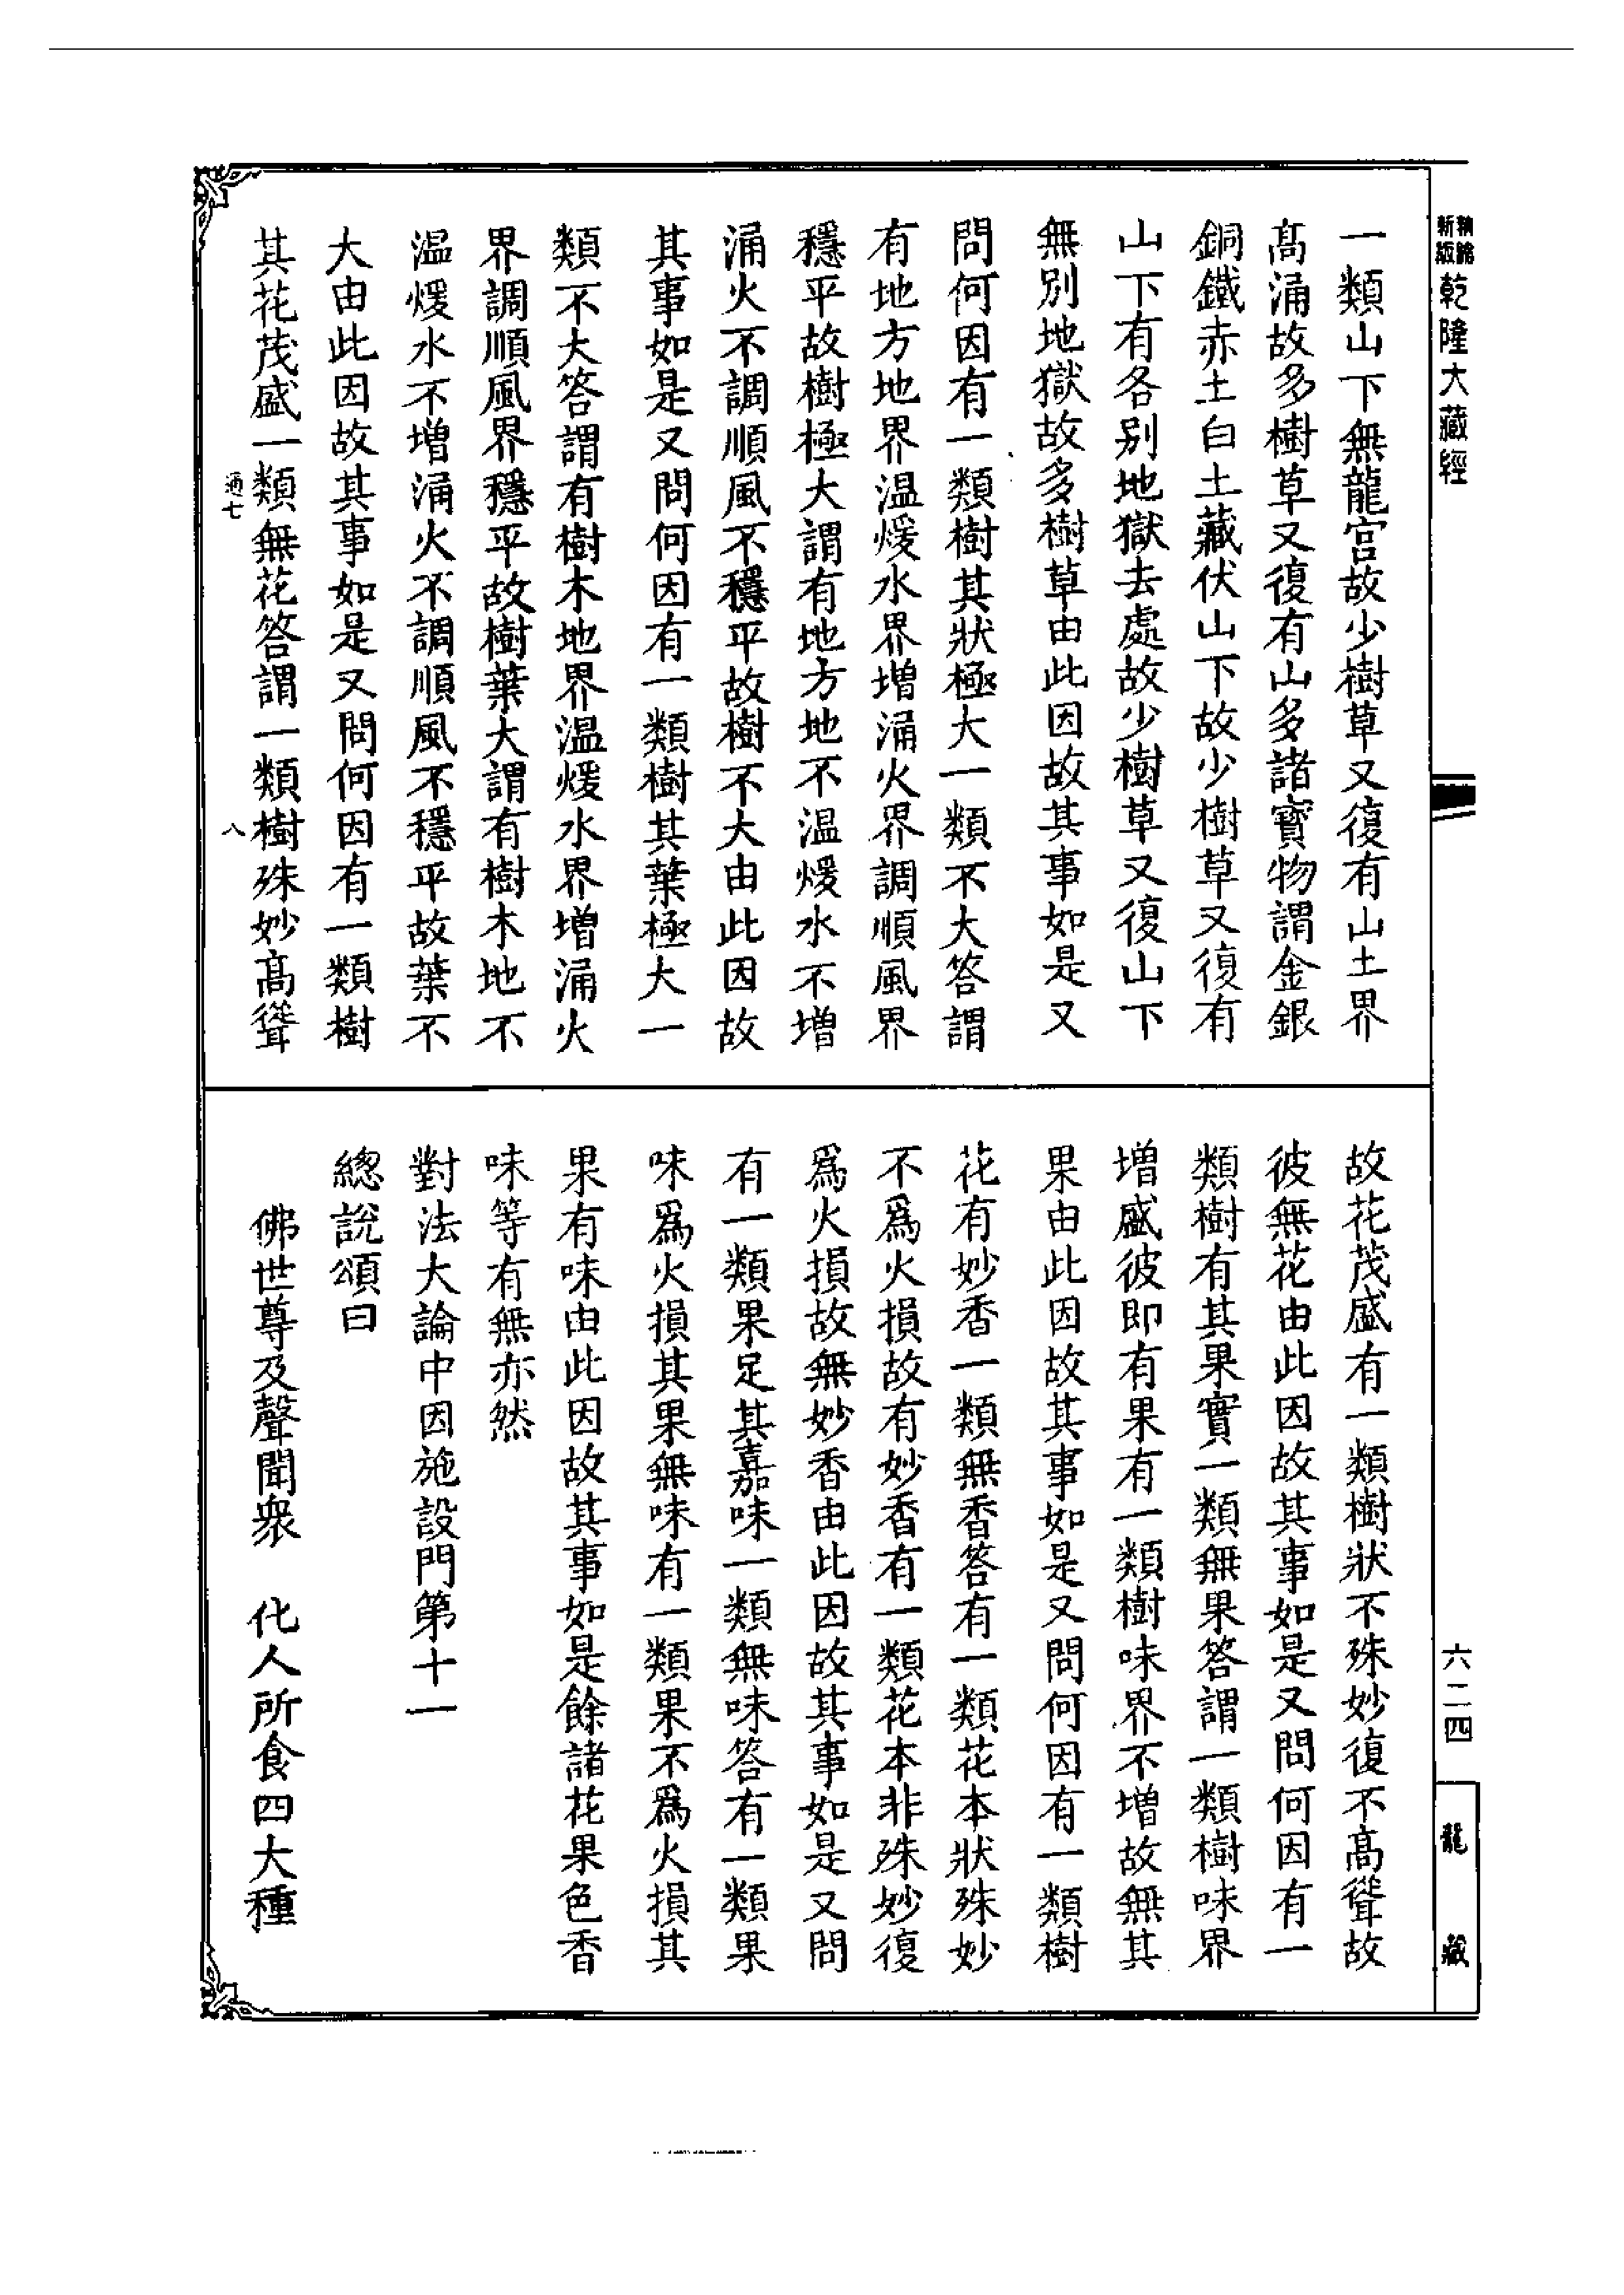 新版
乾隆大藏經
六二四
龍藏
一類山下無龍宮故少樹草又復有山土界
高涌故多樹草又復有山多諸寶物謂金銀
銅鐵赤土白土藏伏山下故少樹草又復有
山下有各別地獄去處故少樹草又復山下
無別地獄故多樹草由此因故其事如是又
問何因有一類樹其狀極大一類不大答謂
有地方地界温煖水界增涌火界調順風界
穩平故樹極大謂有地方地不温煖水不增
涌火不調順風不穩平故樹不大由此因故
其事如是又問何因有一類樹其葉極大一
類不大答謂有樹木地界温煖水界增涌火
界調順風界穩平故樹葉大謂有樹木地不
温煖水不增涌火不調順風不穩平故葉不
大由此因故其事如是又問何因有一類樹
其花茂盛一類無花答謂一類樹殊妙高聳
通七
八
故花茂盛有一類樹狀不殊妙復不高聳故
彼無花由此因故其事如是又問何因有一
類樹有其果實一類無果答謂一類樹味界
增盛彼即有果有一類樹味界不增故無其
果由此因故其事如是又問何因有一類樹
花有妙香一類無香答有一類花本狀殊妙
不爲火損故有妙香有一類花本非殊妙復
爲火損故無妙香由此因故其事如是又問
有一類果足其嘉味一類無味答有一類果
味爲火損其果無味有一類果不爲火損其
果有味由此因故其事如是餘諸花果色香
味等有無亦然
對法大論中因施設門第十一
總說頌曰
佛世尊及聲聞衆　化人所食四大種